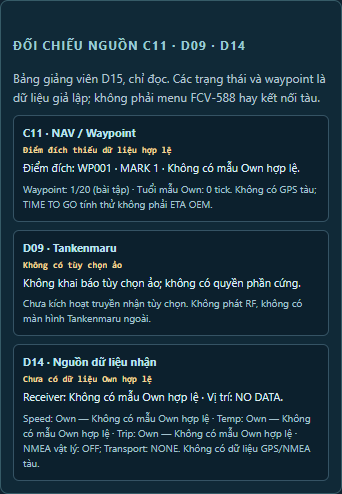 ĐỐI CHIẾU NGUỒN C11 · D09 · D14
Bảng giảng viên D15, chỉ đọc. Các trạng thái và waypoint là
dữ liệu giả lập; không phải menu FCV-588 hay kết nối tàu.
C11 · NAV / Waypoint
Điểm đích thiếu dữ liệu hợp lệ
Điểm đích: WP001 · MARK 1 · Không có mẫu Own hợp lệ.
Waypoint: 1/20 (bài tập) · Tuổi mẫu Own: 0 tick. Không có GPS tàu;
TIME TO GO tính thử không phải ETA OEM.
D09 · Tankenmaru
Không có tùy chọn ảo
Không khai báo tùy chọn ảo; không có quyền phần cứng.
Chưa kích hoạt truyền nhận tùy chọn. Không phát RF, không có
màn hình Tankenmaru ngoài.
D14 · Nguồn dữ liệu nhận
Chưa có dữ liệu Own hợp lệ
Receiver: Không có mẫu Own hợp lệ · Vị trí: NO DATA.
Speed: Own — Không có mẫu Own hợp lệ · Temp: Own — Không
có mẫu Own hợp lệ · Trip: Own — Không có mẫu Own hợp lệ ·
NMEA vật lý: OFF; Transport: NONE. Không có dữ liệu GPS/NMEA
tàu.